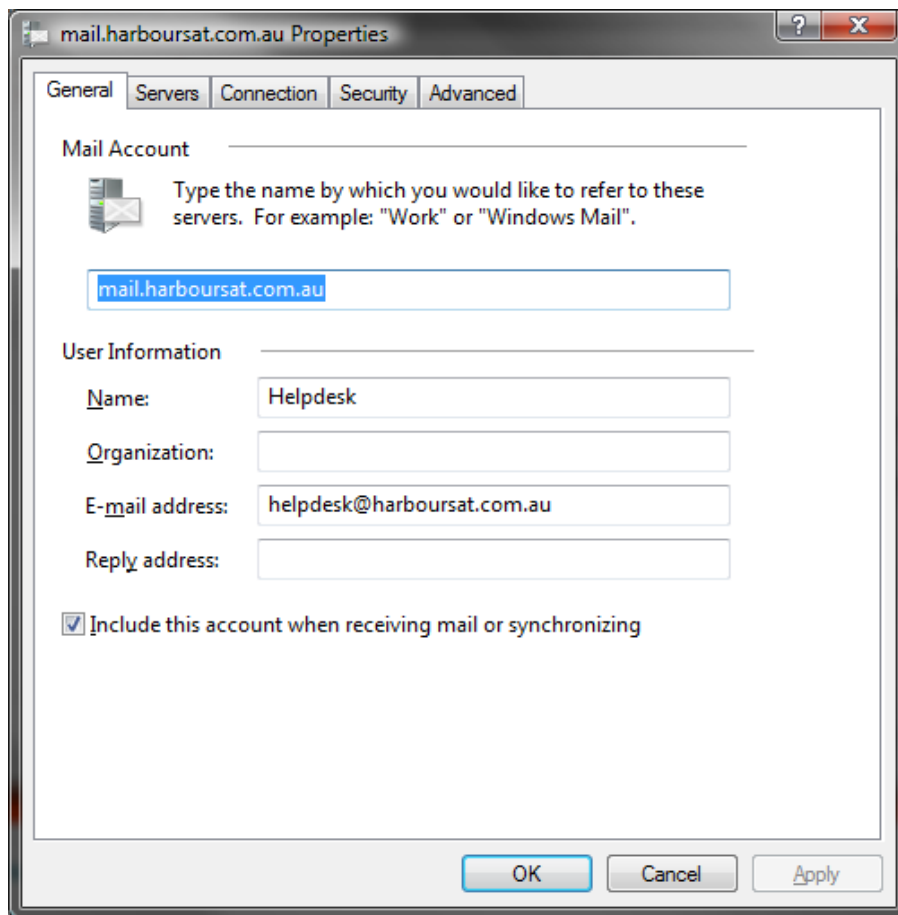 mail.harboursat.com.au Properties
?
X
General Servers Connection Security Advanced
Mail Account
Type the name by which you would like to refer to these
servers. For example: "Work" or "Windows Mail".
mail.harboursat.com.au
User Information
Name: Helpdesk
Organization:
E-mail address: helpdesk@harboursat.com.au
Reply address:
Include this account when receiving mail or synchronizing
OK Cancel Apply